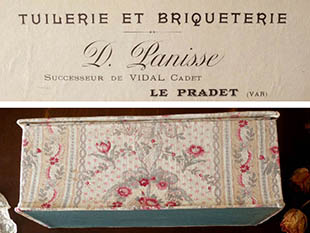 TUILERIE ET BRIQUETERIE
D. Panisse
SUCCESSEUR DE VIDAL CADET
LE PRADET (VAR)